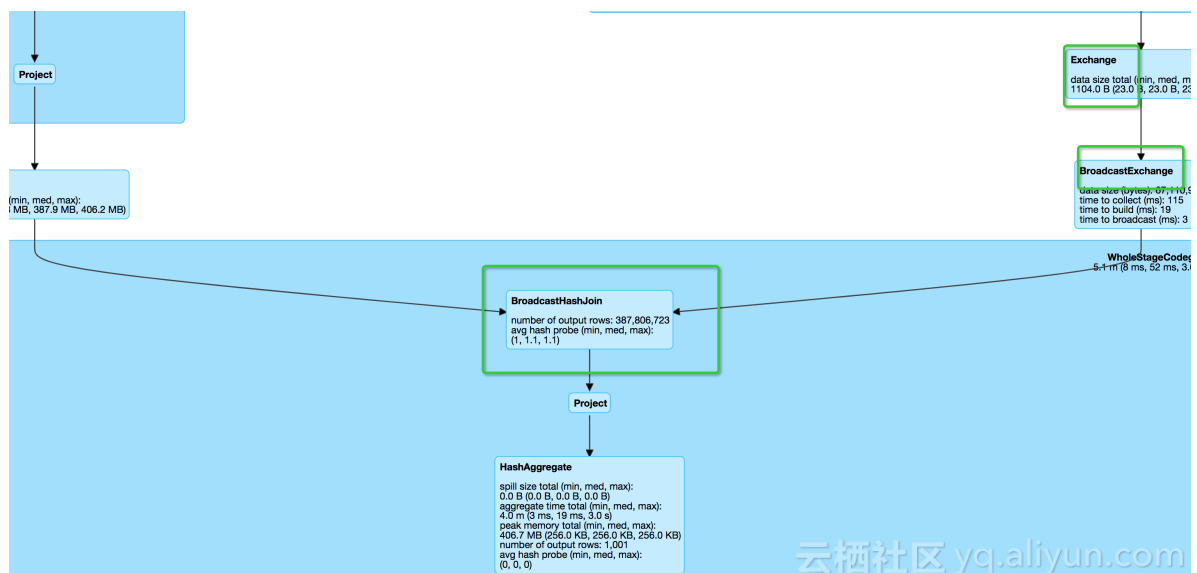 Project
Exchange
data size total (min, med, m
1104.0 B (23.0 B, 23.0 B, 23
(min, med, max):
MB, 387.9 MB, 406.2 MB)
BroadcastExchange
data size (bytes):
time to collect (ms): 115
time to build (ms): 19
time to broadcast (ms): 3
WholeStageCodeg
5.1 m (8 ms, 52 ms, 3.0
BroadcastHashJoin
number of output rows: 387,806,723
avg hash probe (min, med, max):
(1, 1.1, 1.1)
Project
HashAggregate
spill size total (min, med, max):
0.0 B (0.0 B, 0.0 B, 0.0 B)
aggregate time total (min, med, max):
4.0 m (3 ms, 19 ms, 3.0 s)
peak memory total (min, med, max):
406.7 MB (256.0 KB, 256.0 KB, 256.0 KB)
number of output rows: 1,001
avg hash probe (min, med, max):
(0, 0, 0)
云栖社区 yq.aliyun.com